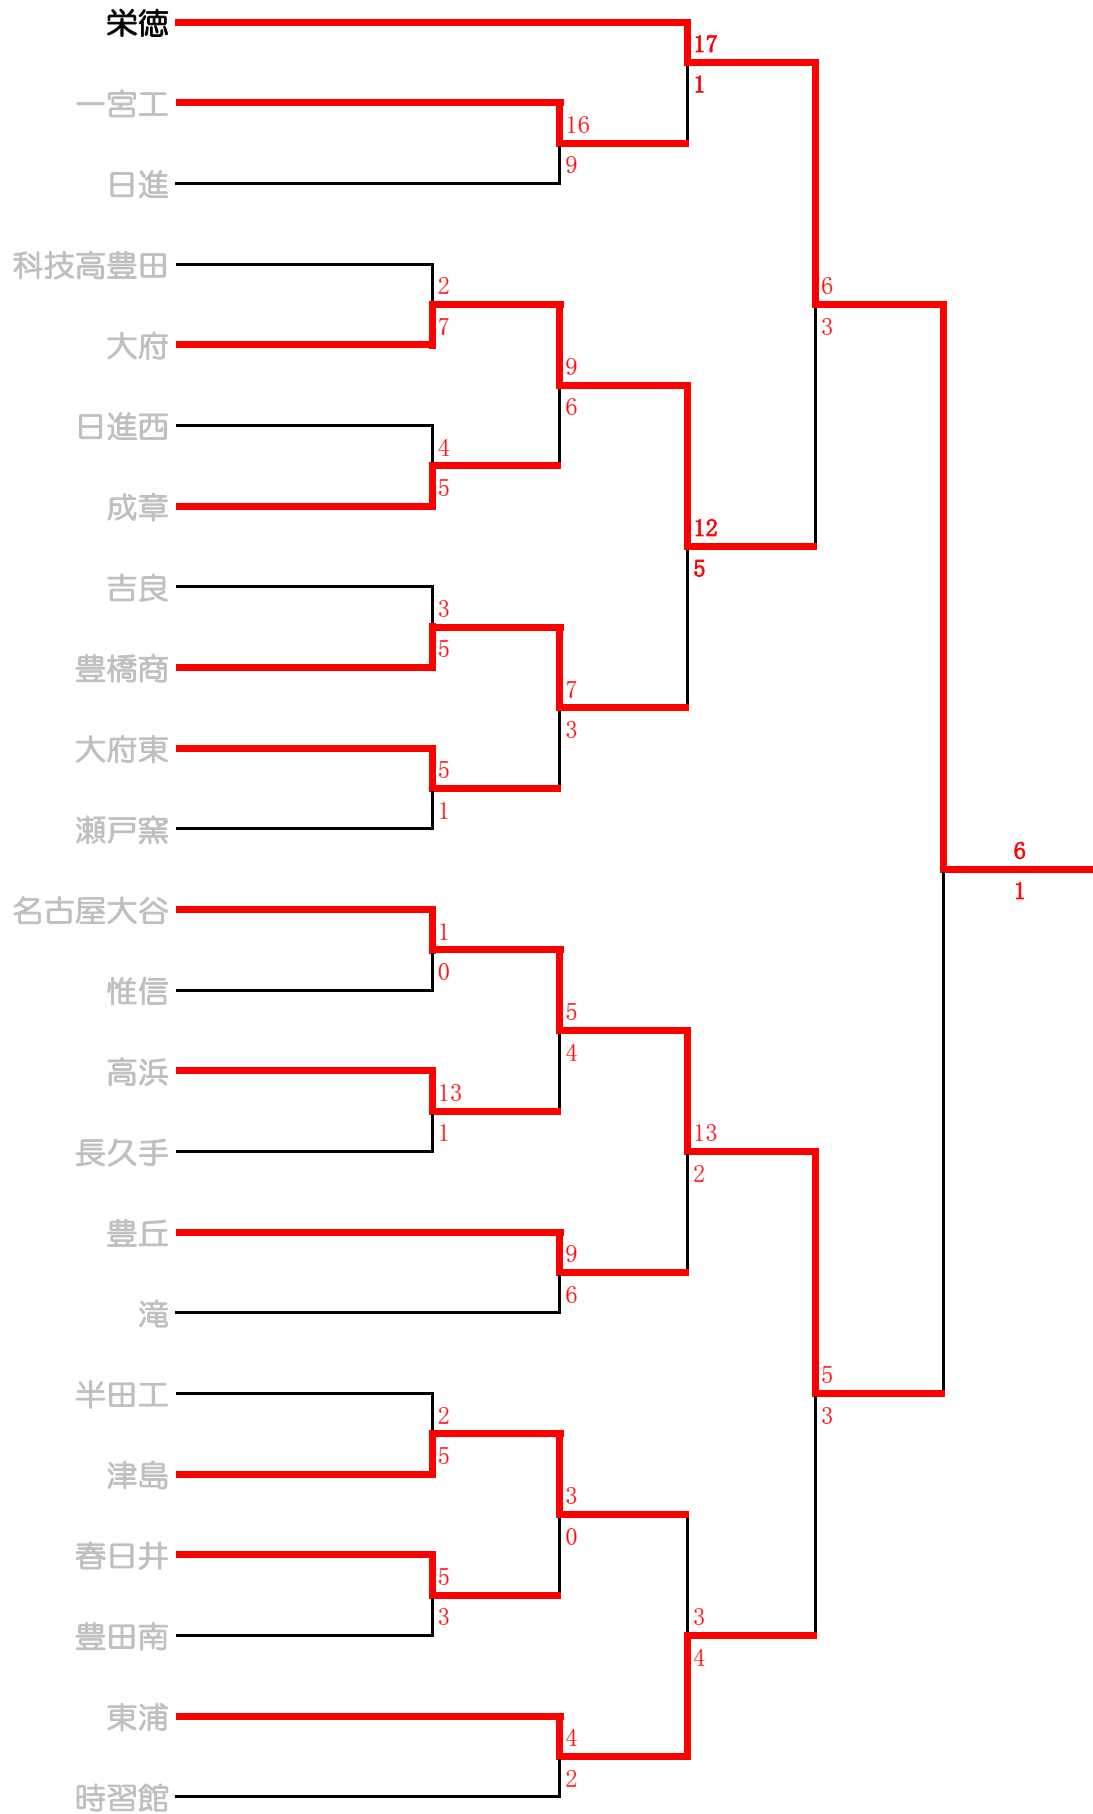 栄徳
17
1
一宮工
16
9
日進
科技高豊田
2
6
3
7
大府
9
6
日進西
4
5
成章
12
5
吉良
3
5
豊橋商
7
3
大府東
5
1
瀬戸窯
6
1
名古屋大谷
1
0
惟信
5
4
高浜
13
1
長久手
13
2
豊丘
9
6
滝
5
3
半田工
2
5
津島
3
0
春日井
5
3
豊田南
3
4
東浦
4
2
時習館